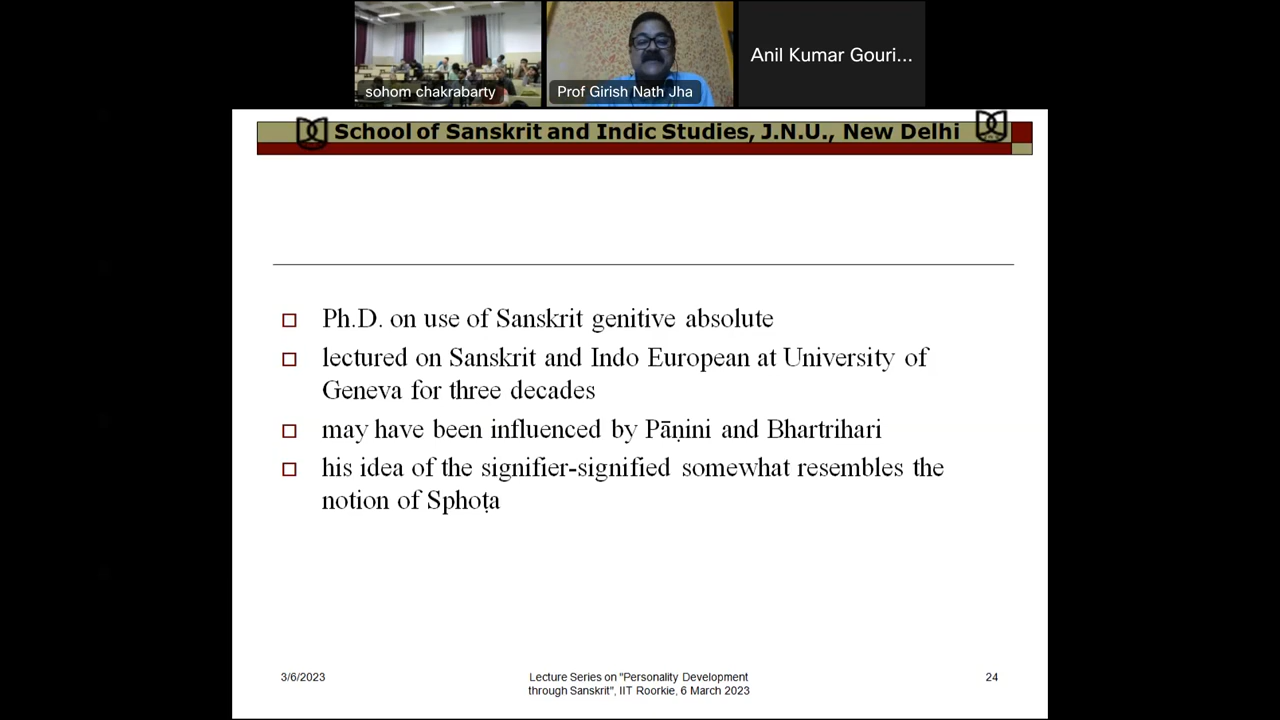 sohom chakrabarty
Prof Girish Nath Jha
Anil Kumar Gouri...
School of Sanskrit and Indic Studies, J.N.U., New Delhi
Ph.D. on use of Sanskrit genitive absolute
lectured on Sanskrit and Indo European at University of
Geneva for three decades
may have been influenced by Pāṇini and Bhartrihari
his idea of the signifier-signified somewhat resembles the
notion of Sphoṭa
3/6/2023
Lecture Series on "Personality Development
through Sanskrit", IIT Roorkie, 6 March 2023
24